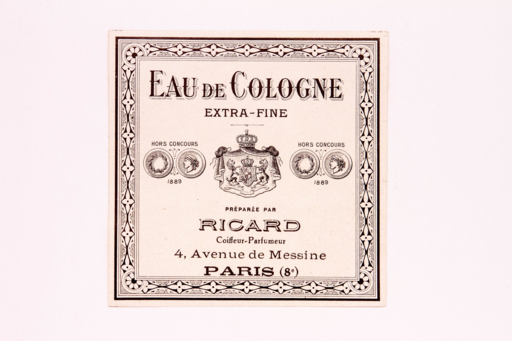 EAU DE COLOGNE
EXTRA-FINE
HORS CONCOURS
1889
HORS CONCOURS
1889
PRÉPARÉE PAR
RICARD
Coiffeur-Parfumeur
4, Avenue de Messine
PARIS (8e)